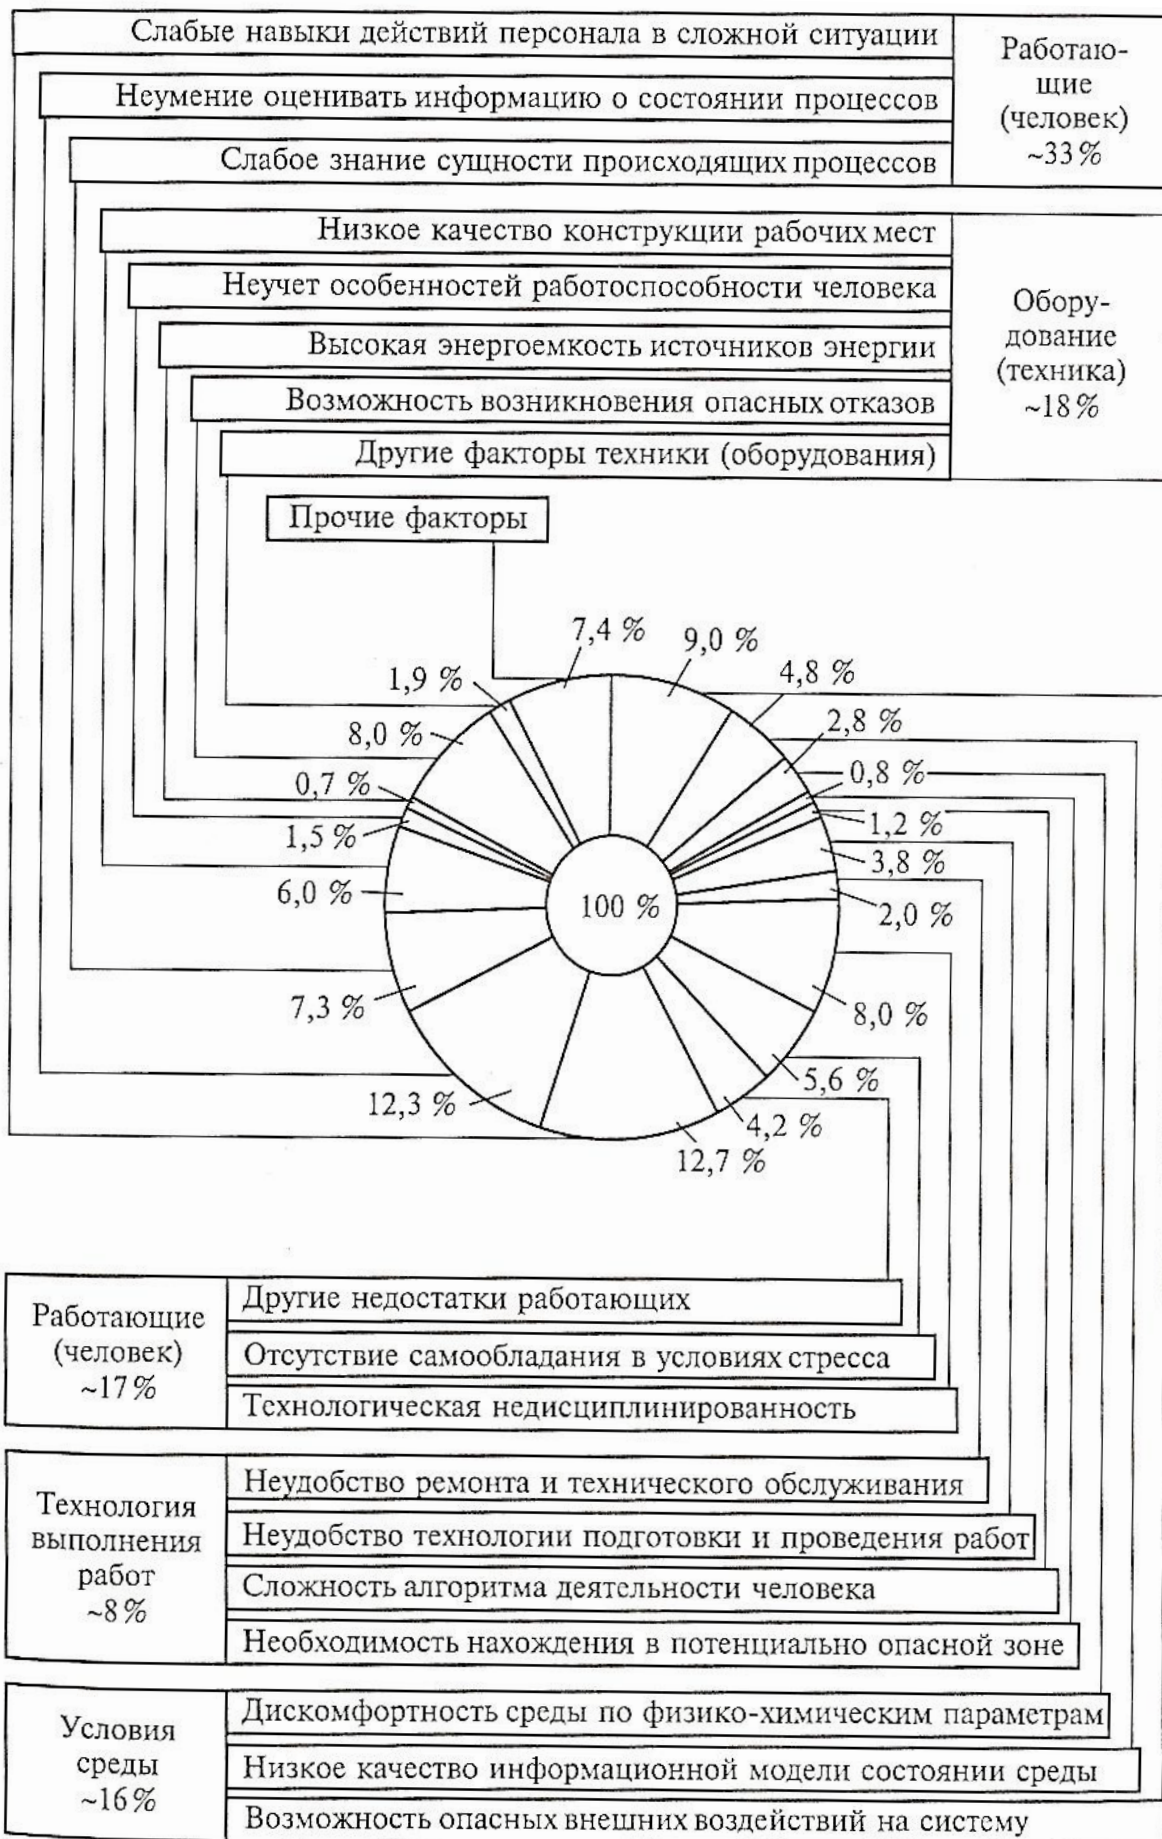 Слабые навыки действий персонала в сложной ситуации
Неумение оценивать информацию о состоянии процессов
Слабое знание сущности происходящих процессов
Работаю-
щие
(человек)
~33 %
Низкое качество конструкции рабочих мест
Неучет особенностей работоспособности человека
Высокая энергоемкость источников энергии
Возможность возникновения опасных отказов
Другие факторы техники (оборудования)
Обору-
дование
(техника)
~18 %
Прочие факторы
7,4 %
9,0 %
1,9 %
4,8 %
8,0 %
2,8 %
0,7 %
0,8 %
1,5 %
1,2 %
6,0 %
3,8 %
100 %
2,0 %
7,3 %
8,0 %
12,3 %
5,6 %
4,2 %
12,7 %
Работающие
(человек)
~17 %
Другие недостатки работающих
Отсутствие самообладания в условиях стресса
Технологическая недисциплинированность
Технология
выполнения
работ
~8 %
Неудобство ремонта и технического обслуживания
Неудобство технологии подготовки и проведения работ
Сложность алгоритма деятельности человека
Необходимость нахождения в потенциально опасной зоне
Условия
среды
~16 %
Дискомфортность среды по физико-химическим параметрам
Низкое качество информационной модели состоянии среды
Возможность опасных внешних воздействий на систему